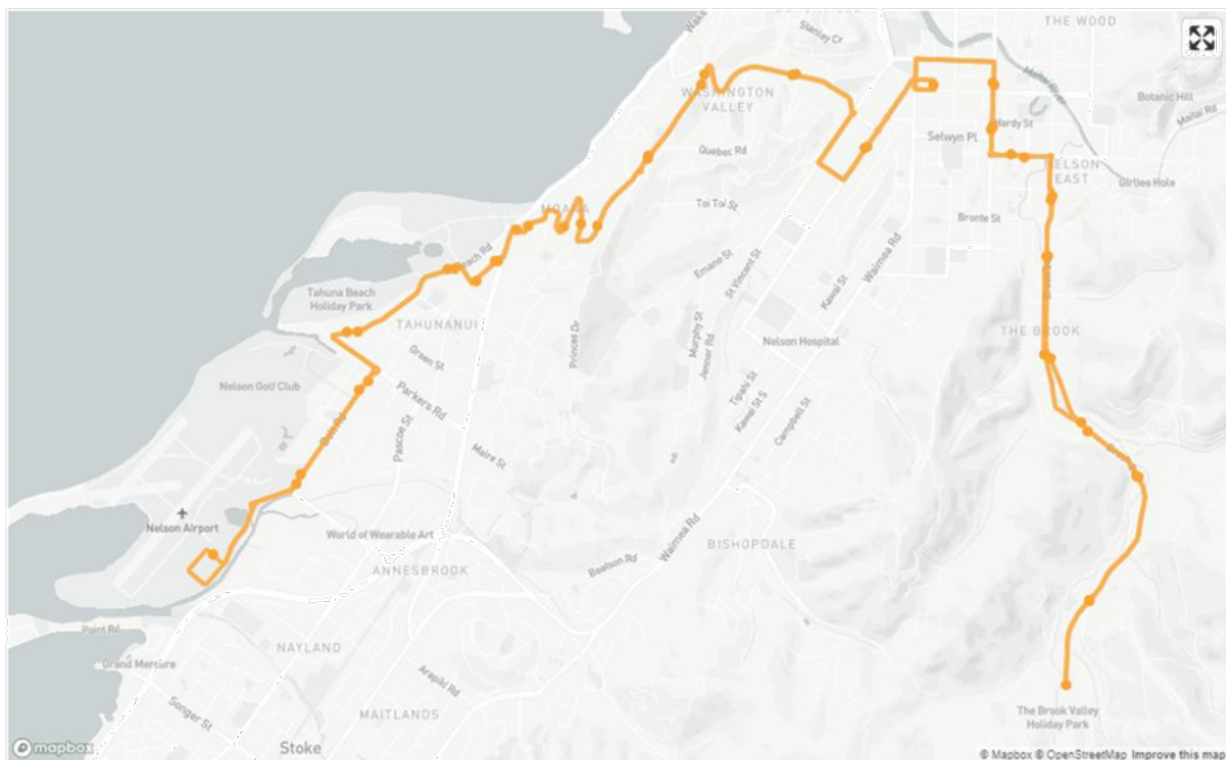 THE WOOD
Stanley Cr
WASHINGTON
VALLEY
Maitai River
Botanic Hill
Maitai Rd
Hardy St
Selwyn Pl
Quebec Rd
NELSON
EAST
Girlies Hole
Toi Toi St
Bronte St
Beach Rd
Emano St
St Vincent St
Waimea Rd
Kawai St
Tahuna Beach
Holiday Park
TAHUNANUI
THE BROOK
Princes Dr
Murphy St
Jenner Rd
Nelson Hospital
Green St
Nelson Golf Club
Parkers Rd
Tipahi St
Kawai St S
Campbell St
Pascoe St
Maire St
Nelson Airport
World of Wearable Art
Waimea Rd
BISHOPDALE
ANNESBROOK
Beatson Rd
Point Rd
NAYLAND
Grand Mercure
Arapiki Rd
Songer St
MAITLANDS
The Brook Valley
Holiday Park
Stoke
mapbox
© Mapbox © OpenStreetMap Improve this map